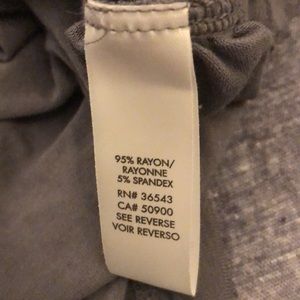 95% RAYON/
RAYONNE
5% SPANDEX
RN# 36543
CA# 50900
SEE REVERSE
VOIR REVERSO